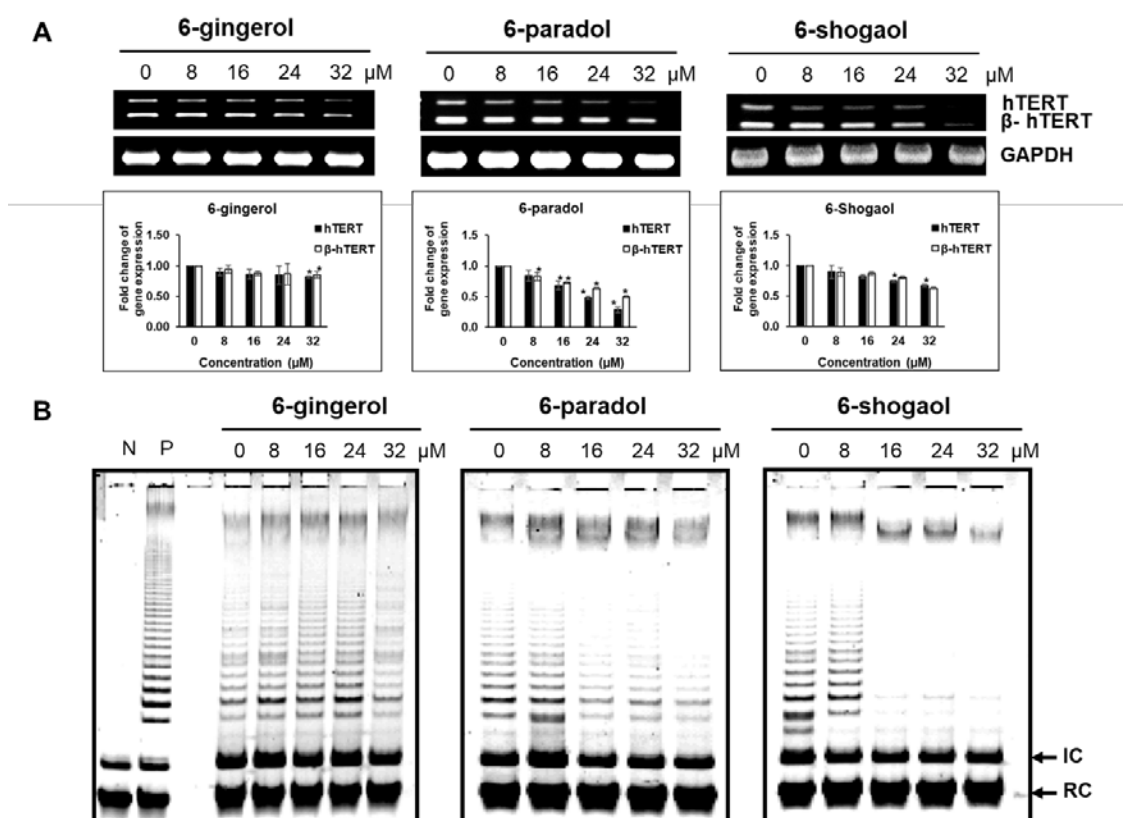 A
6-gingerol 6-paradol 6-shogaol
0 8 16 24 32 µM 0 8 16 24 32 µM 0 8 16 24 32 µM
hTERT
β- hTERT
GAPDH
6-gingerol
Fold change of
gene expression
1.50
1.00
0.50
0.00
hTERT
β-hTERT
* *
0 8 16 24 32
Concentration (µM)
6-paradol
Fold change of
gene expression
1.50
1.0
0.5
0
hTERT
β-hTERT
* * * * * * *
0 8 16 24 32
Concentration (µM)
6-Shogaol
Fold change of
gene expression
1.50
1.00
0.5
0
hTERT
β-hTERT
* *
0 8 16 24 32
Concentration (µM)
B
6-gingerol 6-paradol 6-shogaol
N P 0 8 16 24 32 µM 0 8 16 24 32 µM 0 8 16 24 32 µM
IC
RC